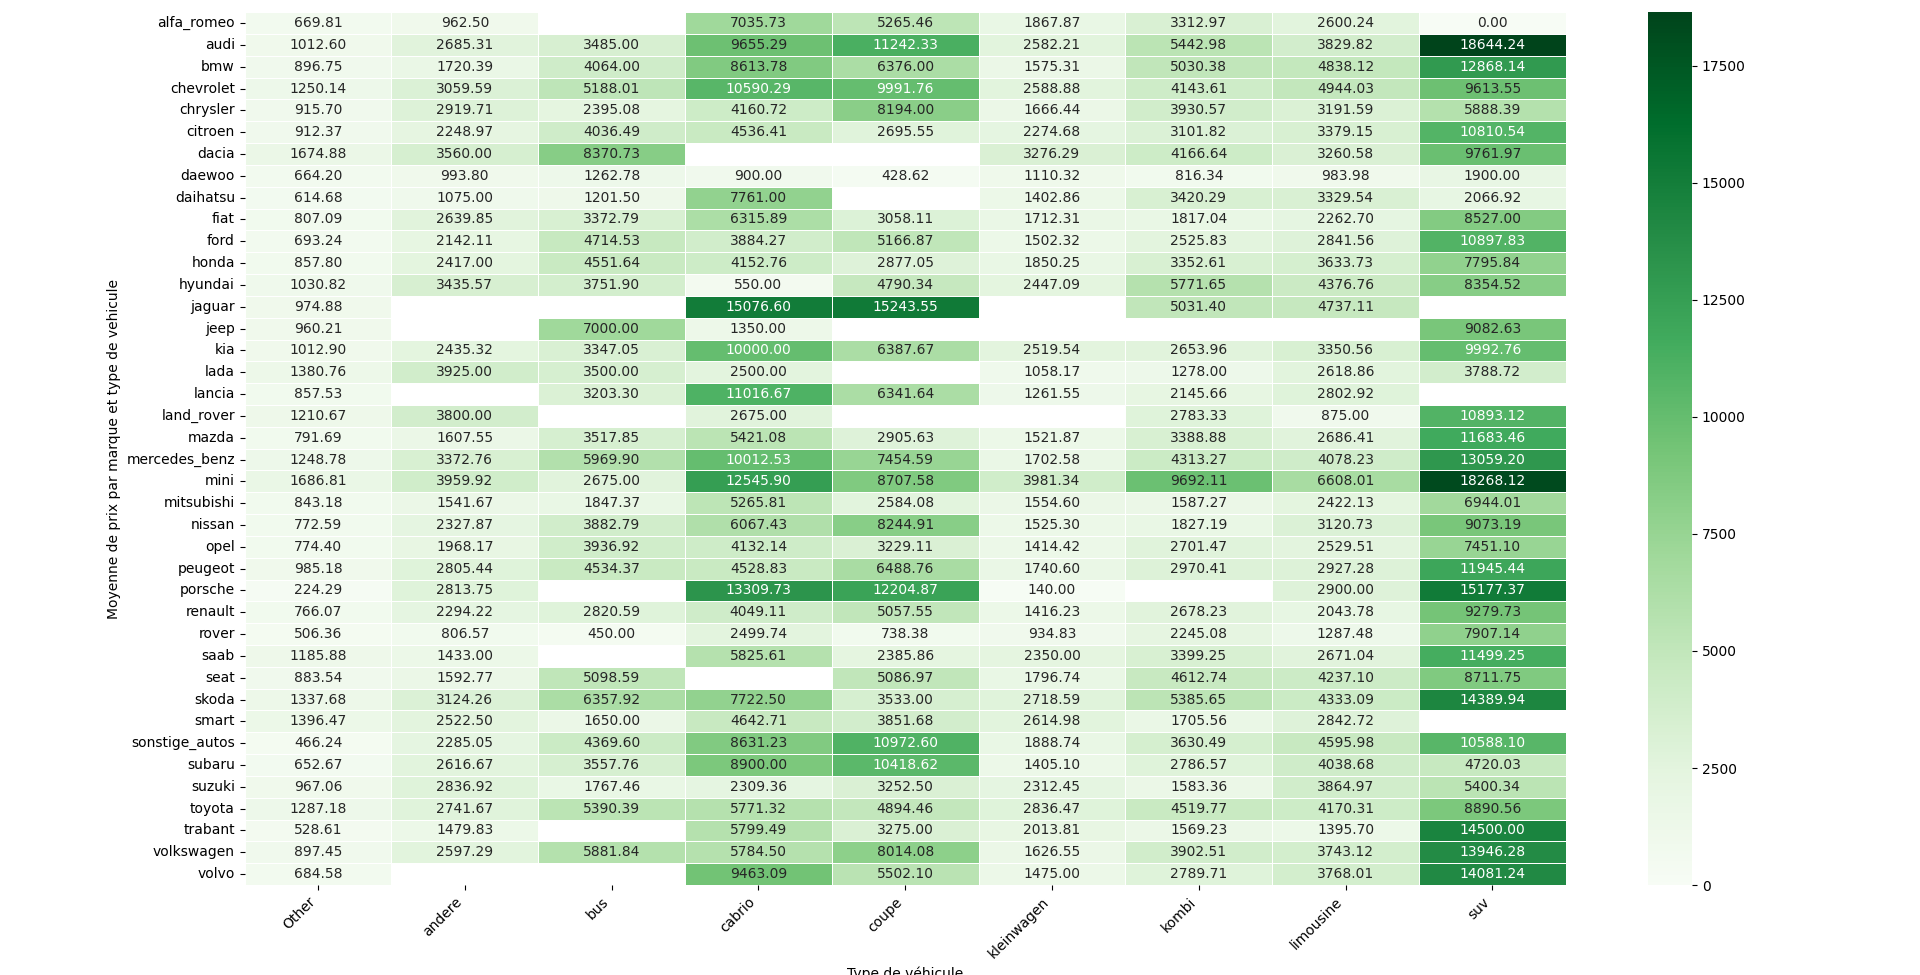 alfa_romeo 669.81 962.50 7035.73 5265.46 1867.87 3312.97 2600.24 0.00
audi 1012.60 2685.31 3485.00 9655.29 11242.33 2582.21 5442.98 3829.82 18644.24
bmw 896.75 1720.39 4064.00 8613.78 6376.00 1575.31 5030.38 4838.12 12868.14
chevrolet 1250.14 3059.59 5188.01 10590.29 9991.76 2588.88 4143.61 4944.03 9613.55
chrysler 915.70 2919.71 2395.08 4160.72 8194.00 1666.44 3930.57 3191.59 5888.39
citroen 912.37 2248.97 4036.49 4536.41 2695.55 2274.68 3101.82 3379.15 10810.54
dacia 1674.88 3560.00 8370.73 3276.29 4166.64 3260.58 9761.97
daewoo 664.20 993.80 1262.78 900.00 428.62 1110.32 816.34 983.98 1900.00
daihatsu 614.68 1075.00 1201.50 7761.00 1402.86 3420.29 3329.54 2066.92
fiat 807.09 2639.85 3372.79 6315.89 3058.11 1712.31 1817.04 2262.70 8527.00
ford 693.24 2142.11 4714.53 3884.27 5166.87 1502.32 2525.83 2841.56 10897.83
honda 857.80 2417.00 4551.64 4152.76 2877.05 1850.25 3352.61 3633.73 7795.84
hyundai 1030.82 3435.57 3751.90 550.00 4790.34 2447.09 5771.65 4376.76 8354.52
jaguar 974.88 15076.60 15243.55 5031.40 4737.11
jeep 960.21 7000.00 1350.00 9082.63
kia 1012.90 2435.32 3347.05 10000.00 6387.67 2519.54 2653.96 3350.56 9992.76
lada 1380.76 3925.00 3500.00 2500.00 1058.17 1278.00 2618.86 3788.72
lancia 857.53 3203.30 11016.67 6341.64 1261.55 2145.66 2802.92
land_rover 1210.67 3800.00 2675.00 2783.33 875.00 10893.12
mazda 791.69 1607.55 3517.85 5421.08 2905.63 1521.87 3388.88 2686.41 11683.46
mercedes_benz 1248.78 3372.76 5969.90 10012.53 7454.59 1702.58 4313.27 4078.23 13059.20
mini 1686.81 3959.92 2675.00 12545.90 8707.58 3981.34 9692.11 6608.01 18268.12
mitsubishi 843.18 1541.67 1847.37 5265.81 2584.08 1554.60 1587.27 2422.13 6944.01
nissan 772.59 2327.87 3882.79 6067.43 8244.91 1525.30 1827.19 3120.73 9073.19
opel 774.40 1968.17 3936.92 4132.14 3229.11 1414.42 2701.47 2529.51 7451.10
peugeot 985.18 2805.44 4534.37 4528.83 6488.76 1740.60 2970.41 2927.28 11945.44
porsche 224.29 2813.75 13309.73 12204.87 140.00 2900.00 15177.37
renault 766.07 2294.22 2820.59 4049.11 5057.55 1416.23 2678.23 2043.78 9279.73
rover 506.36 806.57 450.00 2499.74 738.38 934.83 2245.08 1287.48 7907.14
saab 1185.88 1433.00 5825.61 2385.86 2350.00 3399.25 2671.04 11499.25
seat 883.54 1592.77 5098.59 5086.97 1796.74 4612.74 4237.10 8711.75
skoda 1337.68 3124.26 6357.92 7722.50 3533.00 2718.59 5385.65 4333.09 14389.94
smart 1396.47 2522.50 1650.00 4642.71 3851.68 2614.98 1705.56 2842.72
sonstige_autos 466.24 2285.05 4369.60 8631.23 10972.60 1888.74 3630.49 4595.98 10588.10
subaru 652.67 2616.67 3557.76 8900.00 10418.62 1405.10 2786.57 4038.68 4720.03
suzuki 967.06 2836.92 1767.46 2309.36 3252.50 2312.45 1583.36 3864.97 5400.34
toyota 1287.18 2741.67 5390.39 5771.32 4894.46 2836.47 4519.77 4170.31 8890.56
trabant 528.61 1479.83 5799.49 3275.00 2013.81 1569.23 1395.70 14500.00
volkswagen 897.45 2597.29 5881.84 5784.50 8014.08 1626.55 3902.51 3743.12 13946.28
volvo 684.58 9463.09 5502.10 1475.00 2789.71 3768.01 14081.24
Other andere bus cabrio coupe kleinwagen kombi limousine suv
Type de véhicule
Moyenne de prix par marque et type de vehicule
17500
15000
12500
10000
7500
5000
2500
0